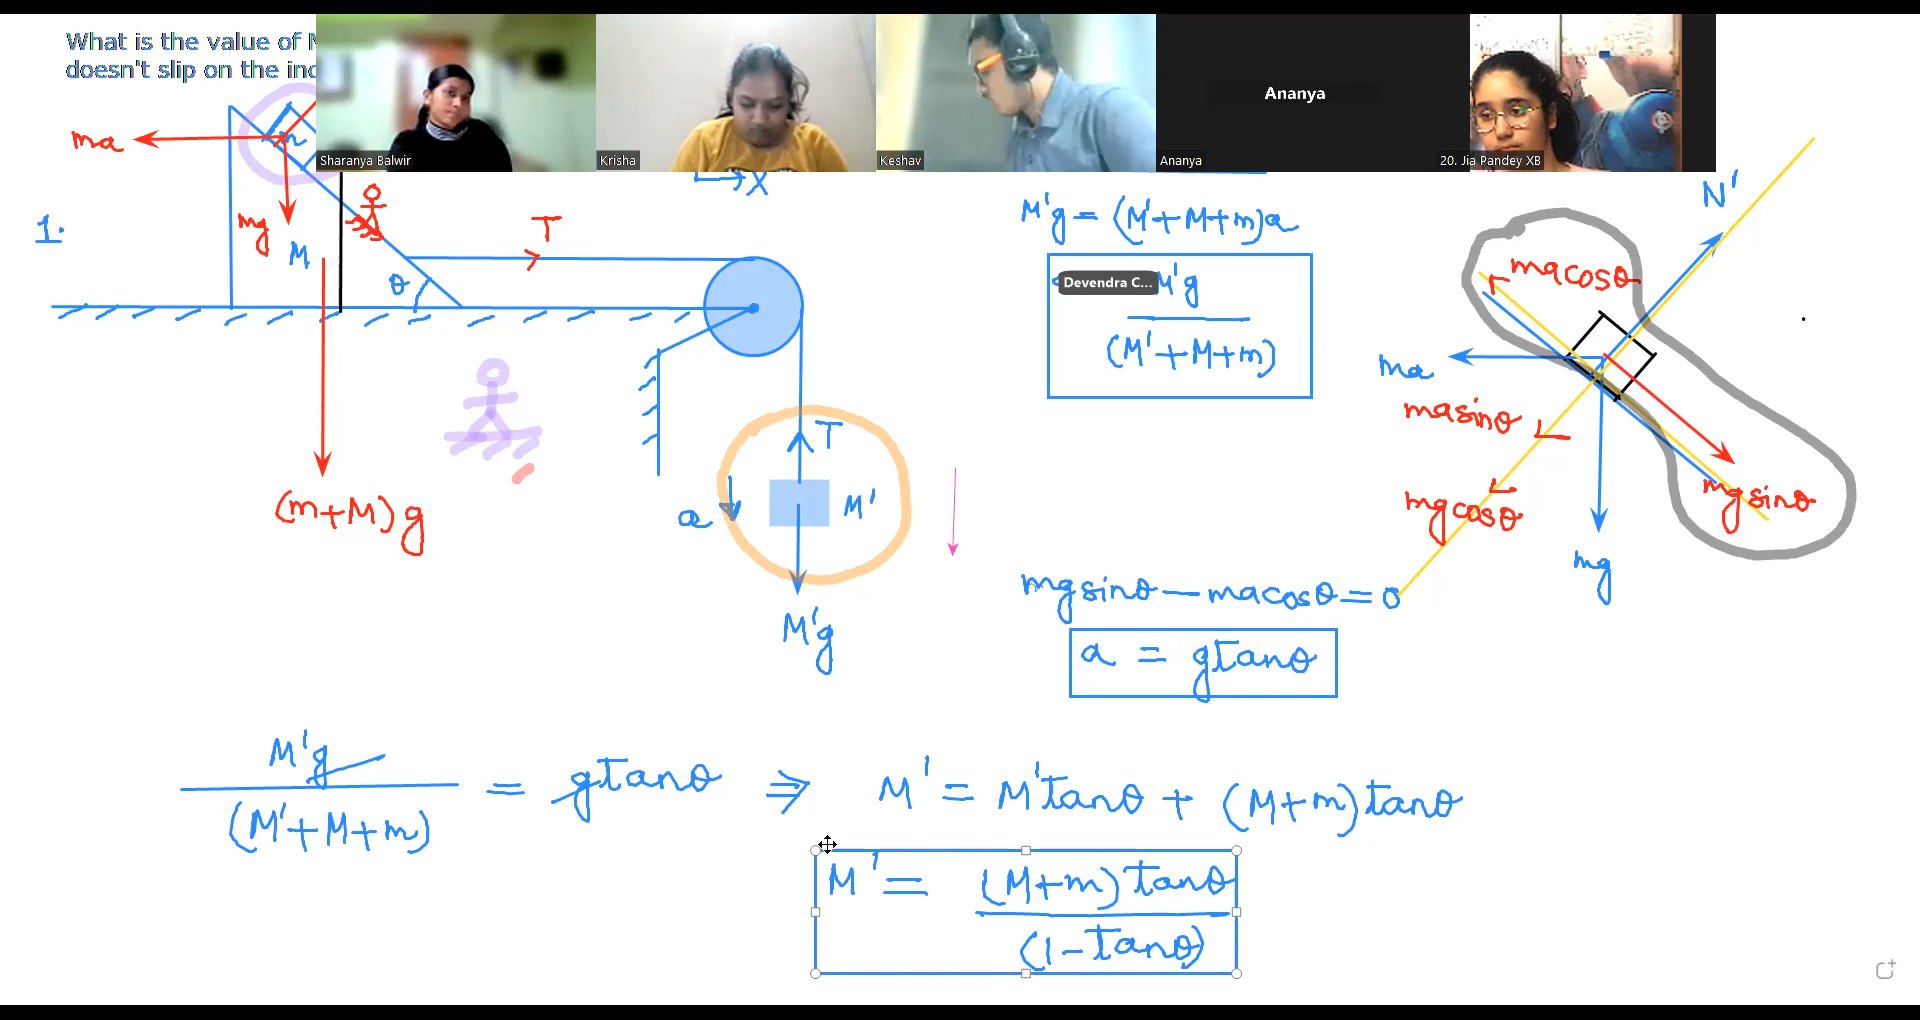 What is the value of
doesn't slip on the
Sharanya Balwir
Krisha
Keshav
Ananya
Ananya
20. Jia Pandey XB
ma
m
mg
M
1.
θ
T
X
(m+M)g
T
a
M'
M'g
M'g = (M'+M+m)a
Devendra C...
M'g
(M'+M+m)
N'
macosθ
ma
masinθ
mgcosθ
mgsinθ
mg
mgsinθ — macosθ = 0
a = gtanθ
M'g
(M'+M+m)
= gtanθ ⇒ M' = M'tanθ + (M+m)tanθ
M' = (M+m)tanθ
(1-tanθ)